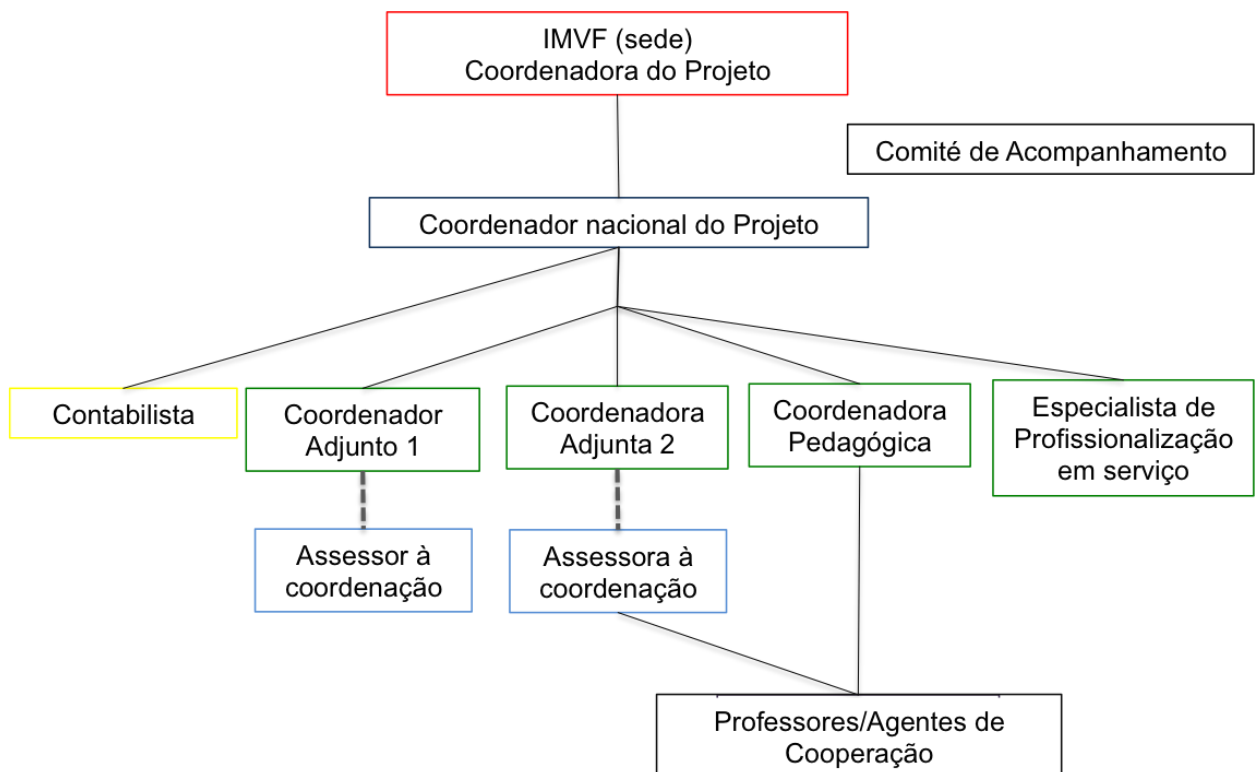 IMVF (sede)
Coordenadora do Projeto
Comité de Acompanhamento
Coordenador nacional do Projeto
Contabilista
Coordenador
Adjunto 1
Coordenadora
Adjunta 2
Coordenadora
Pedagógica
Especialista de
Profissionalização
em serviço
Assessor à
coordenação
Assessora à
coordenação
Professores/Agentes de
Cooperação